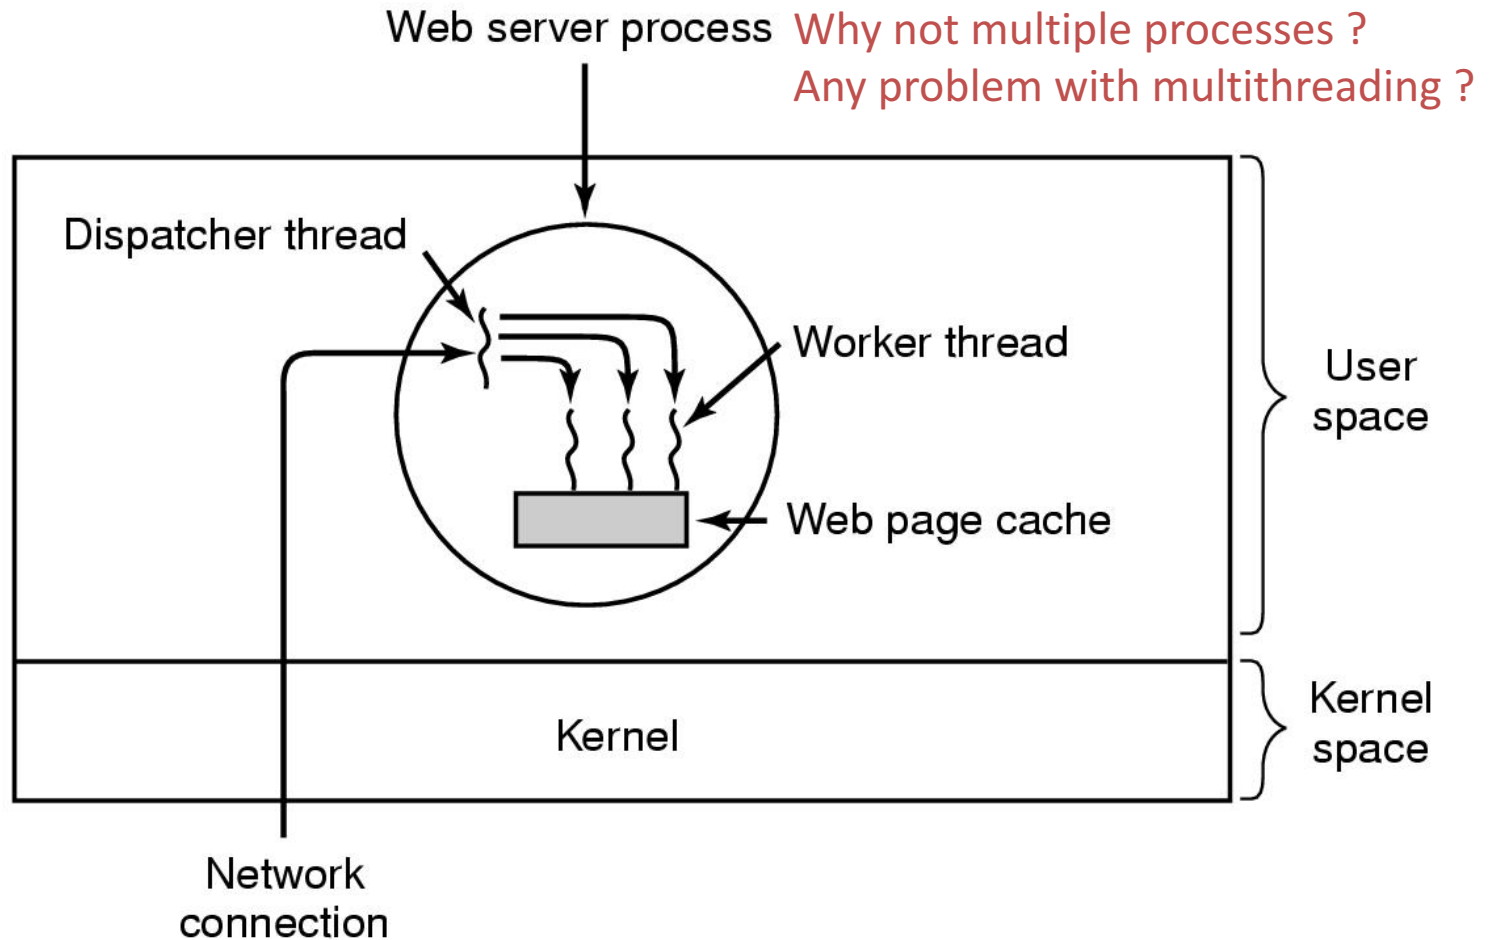 Web server process
Why not multiple processes ?
Any problem with multithreading ?
Dispatcher thread
Worker thread
User
space
Web page cache
Kernel
Kernel
space
Network
connection